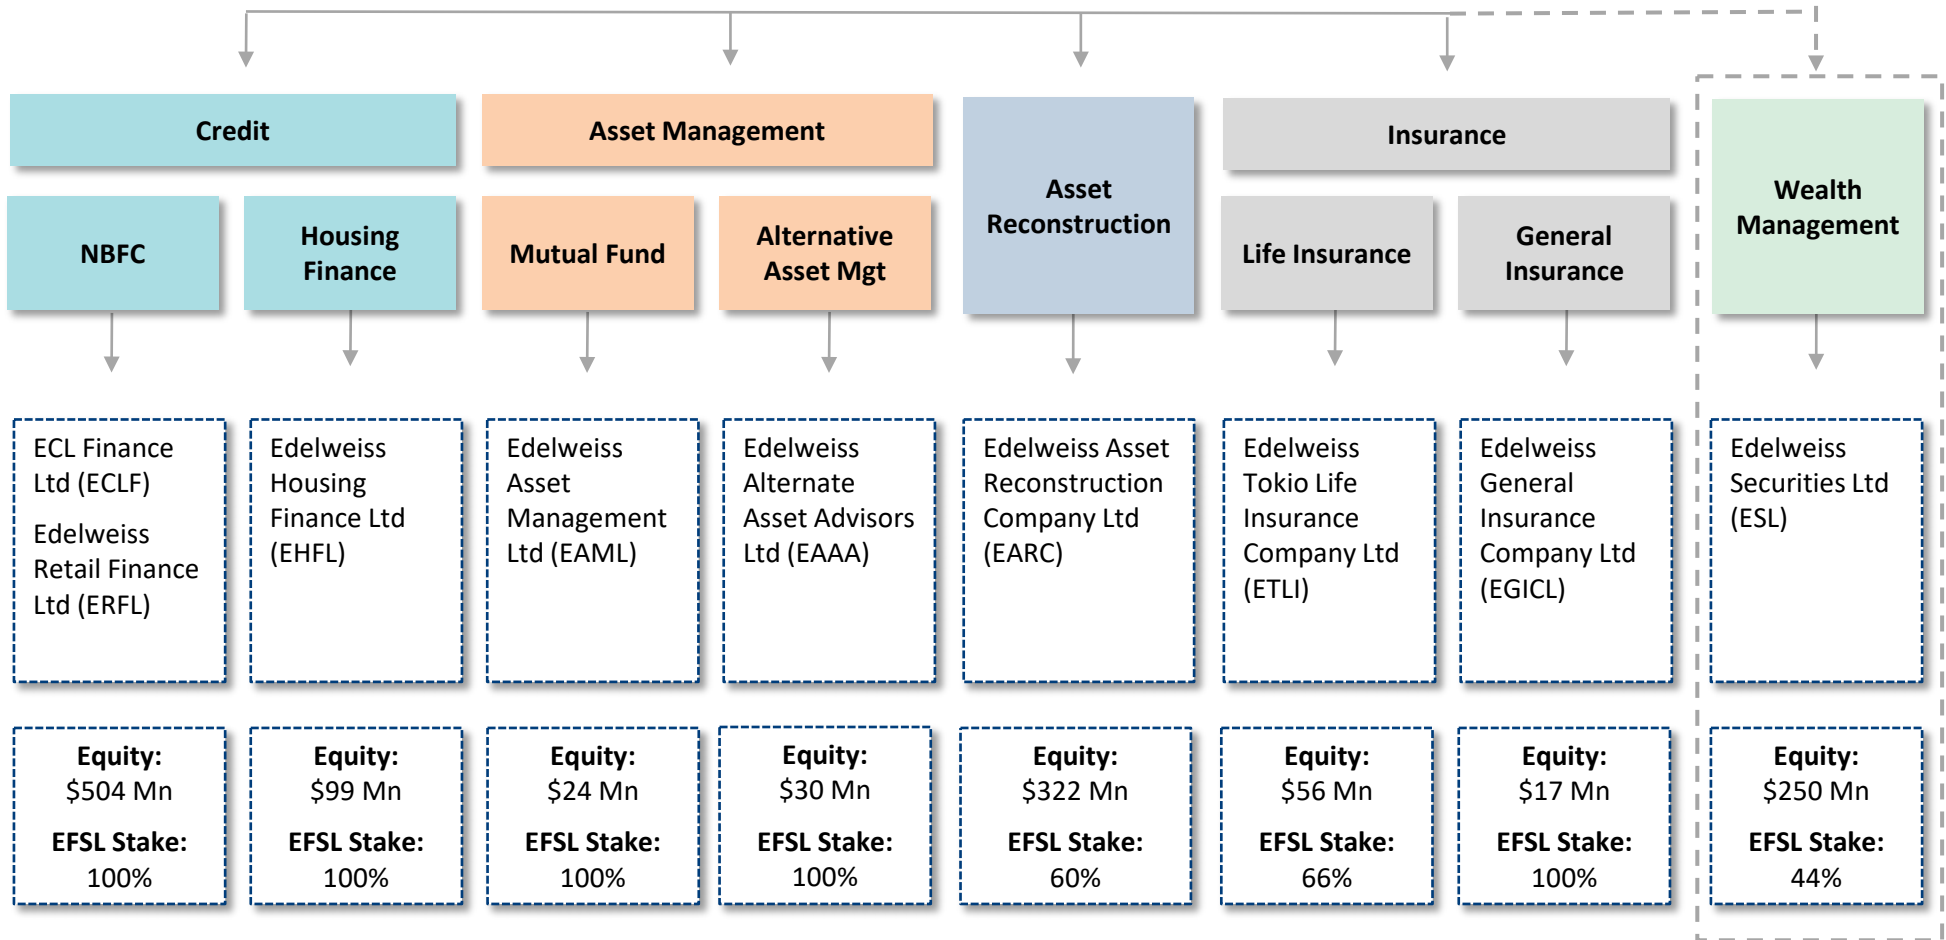 Credit
Asset Management
Asset
Reconstruction
Insurance
Wealth
Management
NBFC
Housing
Finance
Mutual Fund
Alternative
Asset Mgt
Life Insurance
General
Insurance
ECL Finance
Ltd (ECLF)
Edelweiss
Retail Finance
Ltd (ERFL)
Edelweiss
Housing
Finance Ltd
(EHFL)
Edelweiss
Asset
Management
Ltd (EAML)
Edelweiss
Alternate
Asset Advisors
Ltd (EAAA)
Edelweiss Asset
Reconstruction
Company Ltd
(EARC)
Edelweiss
Tokio Life
Insurance
Company Ltd
(ETLI)
Edelweiss
General
Insurance
Company Ltd
(EGICL)
Edelweiss
Securities Ltd
(ESL)
Equity:
$504 Mn
EFSL Stake:
100%
Equity:
$99 Mn
EFSL Stake:
100%
Equity:
$24 Mn
EFSL Stake:
100%
Equity:
$30 Mn
EFSL Stake:
100%
Equity:
$322 Mn
EFSL Stake:
60%
Equity:
$56 Mn
EFSL Stake:
66%
Equity:
$17 Mn
EFSL Stake:
100%
Equity:
$250 Mn
EFSL Stake:
44%